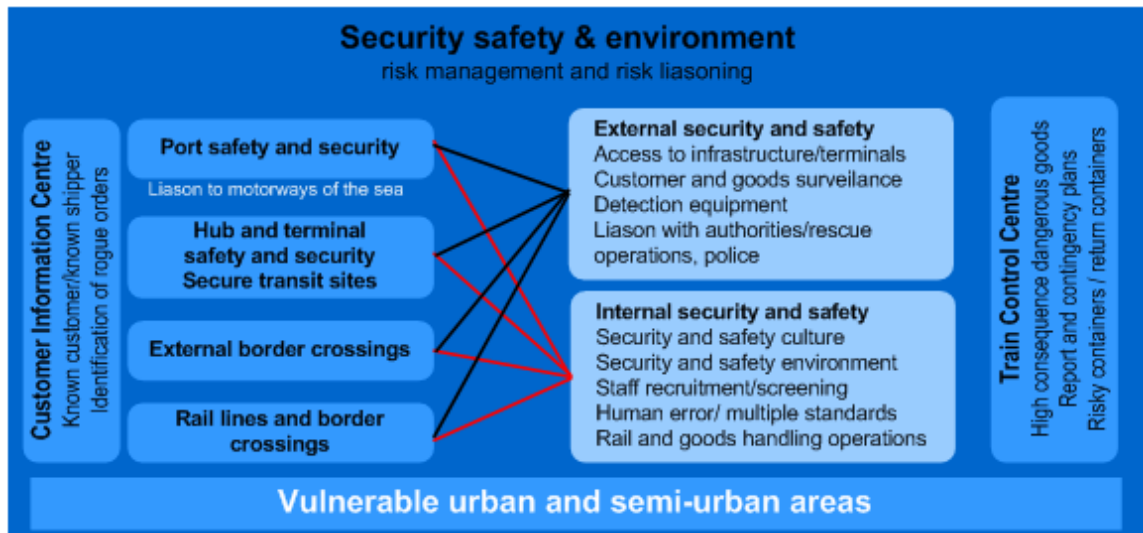 Security safety & environment
risk management and risk liasoning
Customer Information Centre
Known customer/known shipper
Identification of rogue orders
Port safety and security
Liason to motorways of the sea
Hub and terminal
safety and security
Secure transit sites
External border crossings
Rail lines and border
crossings
External security and safety
Access to infrastructure/terminals
Customer and goods surveilance
Detection equipment
Liason with authorities/rescue
operations, police
Internal security and safety
Security and safety culture
Security and safety environment
Staff recruitment/screening
Human error/ multiple standards
Rail and goods handling operations
Train Control Centre
High consequence dangerous goods
Report and contingency plans
Risky containers / return containers
Vulnerable urban and semi-urban areas